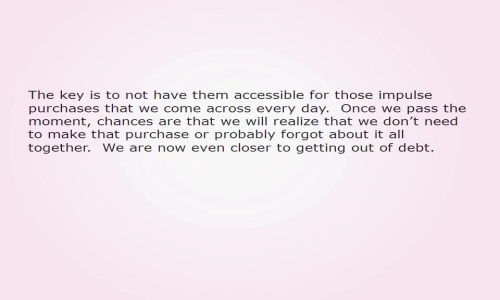 The key is to not have them accessible for those impulse
purchases that we come across every day.  Once we pass the
moment, chances are that we will realize that we don't need
to make that purchase or probably forgot about it all
together.  We are now even closer to getting out of debt.